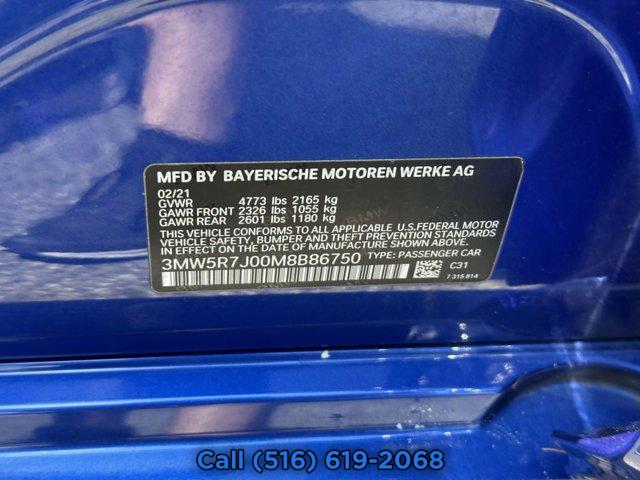 MFD BY BAYERISCHE MOTOREN WERKE AG
02/21
GVWR 4773 lbs 2165 kg
GAWR FRONT 2326 lbs 1055 kg
GAWR REAR 2601 lbs 1180 kg
THIS VEHICLE CONFORMS TO ALL APPLICABLE U.S.FEDERAL MOTOR
VEHICLE SAFETY, BUMPER AND THEFT PREVENTION STANDARDS
IN EFFECT ON THE DATE OF MANUFACTURE SHOWN ABOVE.
3MW5R7J00M8B86750 TYPE: PASSENGER CAR
C31
7 315 814
Call (516) 619-2068